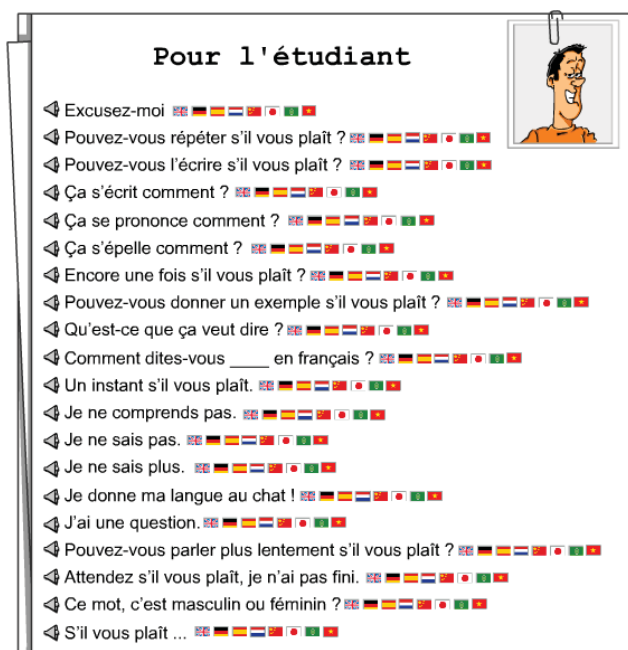 Pour l'étudiant
Excusez-moi
Pouvez-vous répéter s'il vous plaît ?
Pouvez-vous l'écrire s'il vous plaît ?
Ça s'écrit comment ?
Ça se prononce comment ?
Ça s'épelle comment ?
Encore une fois s'il vous plaît ?
Pouvez-vous donner un exemple s'il vous plaît ?
Qu'est-ce que ça veut dire ?
Comment dites-vous ____ en français ?
Un instant s'il vous plaît.
Je ne comprends pas.
Je ne sais pas.
Je ne sais plus.
Je donne ma langue au chat !
J'ai une question.
Pouvez-vous parler plus lentement s'il vous plaît ?
Attendez s'il vous plaît, je n'ai pas fini.
Ce mot, c'est masculin ou féminin ?
S'il vous plaît ...